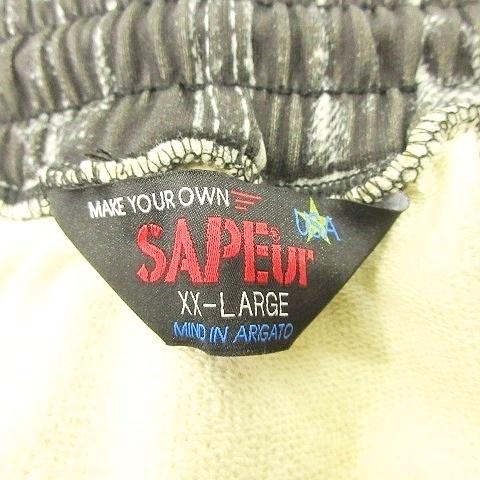 MAKE YOUR OWN
USA
SAPEur
XX-LARGE
MIND IN ARIGATO